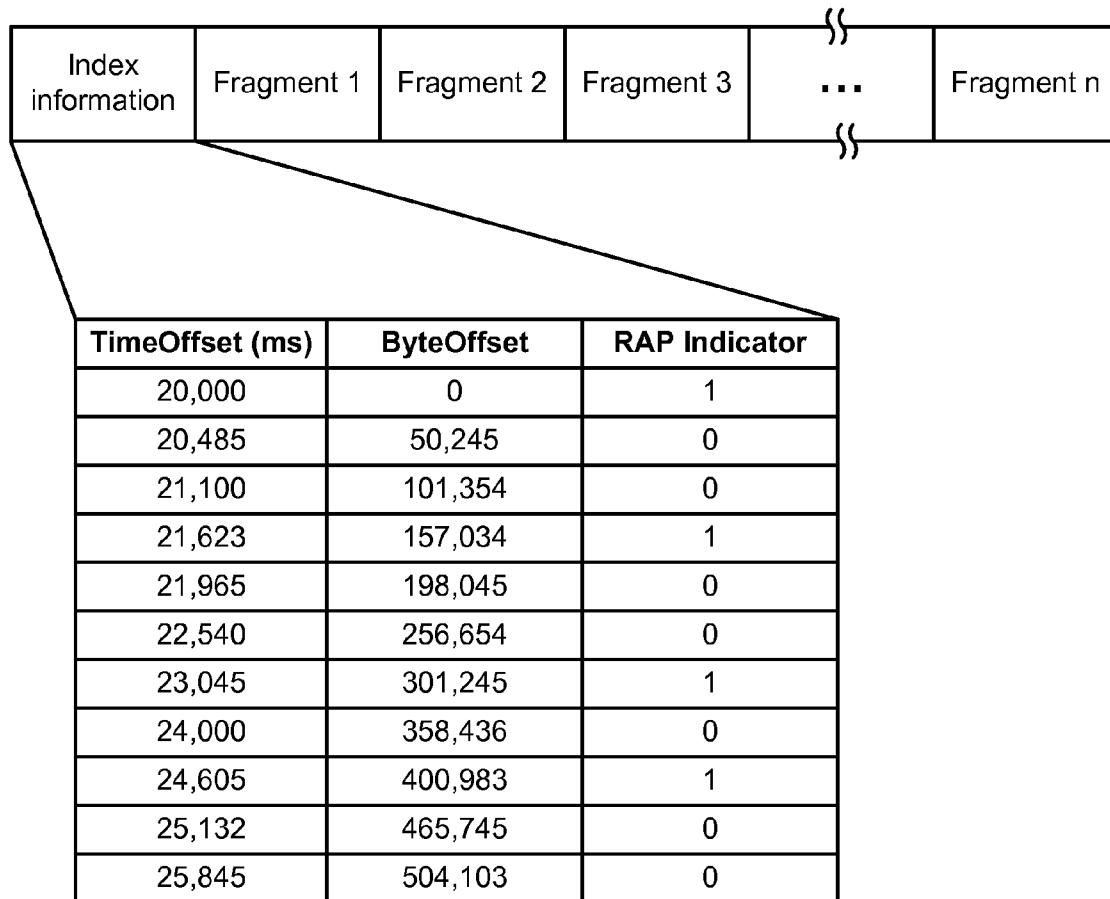 Index
information
Fragment 1
Fragment 2
Fragment 3
...
Fragment n
TimeOffset (ms) ByteOffset RAP Indicator
20,000 0 1
20,485 50,245 0
21,100 101,354 0
21,623 157,034 1
21,965 198,045 0
22,540 256,654 0
23,045 301,245 1
24,000 358,436 0
24,605 400,983 1
25,132 465,745 0
25,845 504,103 0